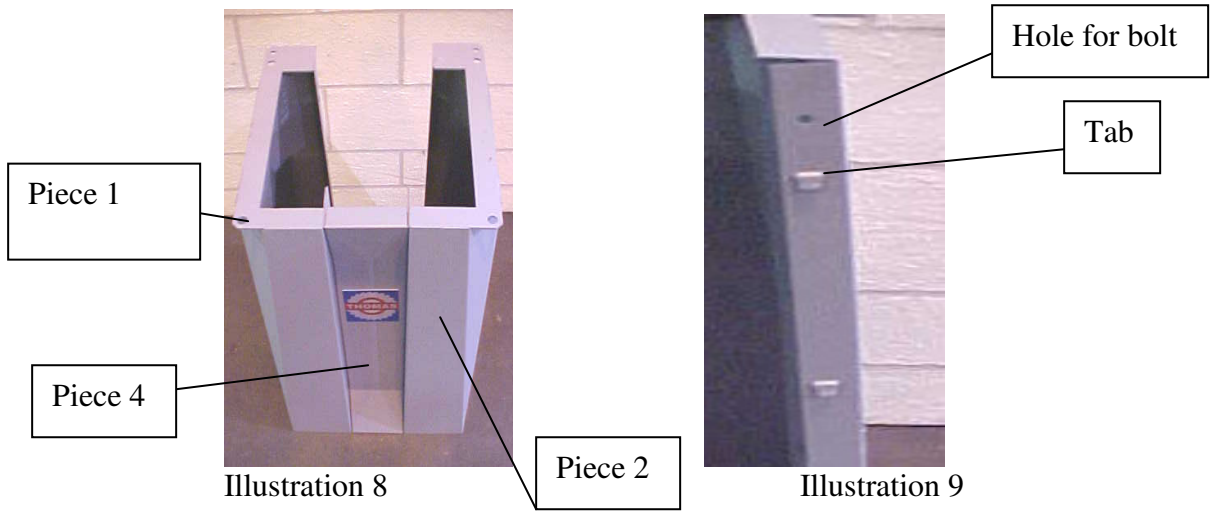 Hole for bolt
Tab
Piece 1
THOMAS
Piece 4
Piece 2
Illustration 8
Illustration 9